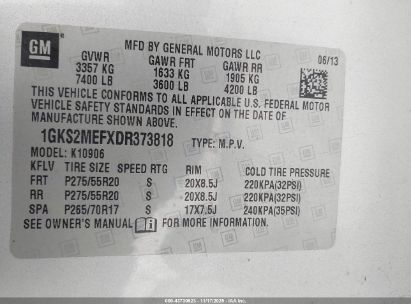 GM
MFD BY GENERAL MOTORS LLC
06/13
GVWR GAWR FRT GAWR RR
3357 KG 1633 KG 1905 KG
7400 LB 3600 LB 4200 LB
THIS VEHICLE CONFORMS TO ALL APPLICABLE U.S. FEDERAL MOTOR
VEHICLE SAFETY STANDARDS IN EFFECT ON THE DATE OF
MANUFACTURE SHOWN ABOVE.
1GKS2MEFXDR373818 TYPE: M.P.V.
MODEL: K10906
KFLV TIRE SIZE SPEED RTG RIM COLD TIRE PRESSURE
FRT P275/55R20 S 20X8.5J 220KPA(32PSI)
RR P275/55R20 S 20X8.5J 220KPA(32PSI)
SPA P265/70R17 S 17X7.5J 240KPA(35PSI)
SEE OWNER'S MANUAL FOR MORE INFORMATION.